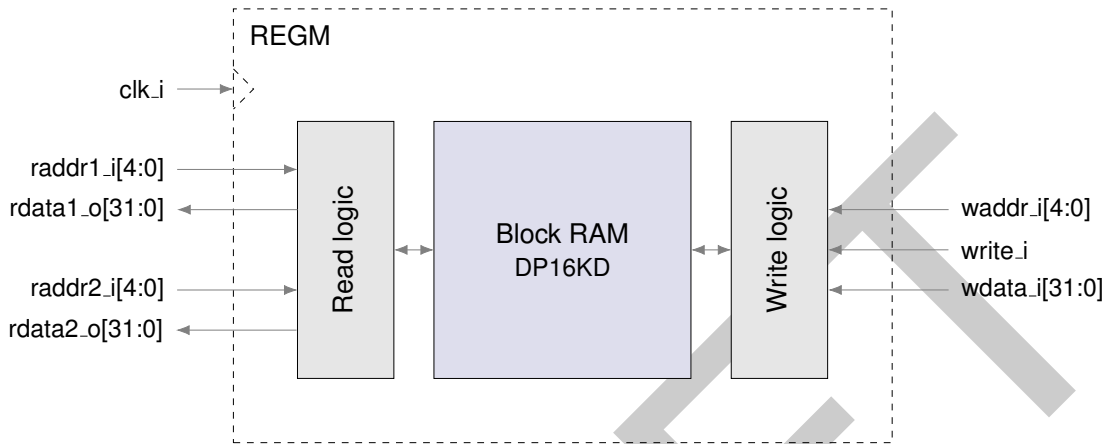 REGM
clk_i
raddr1_i[4:0]
rdata1_o[31:0]
raddr2_i[4:0]
rdata2_o[31:0]
Read logic
Block RAM
DP16KD
Write logic
waddr_i[4:0]
write_i
wdata_i[31:0]